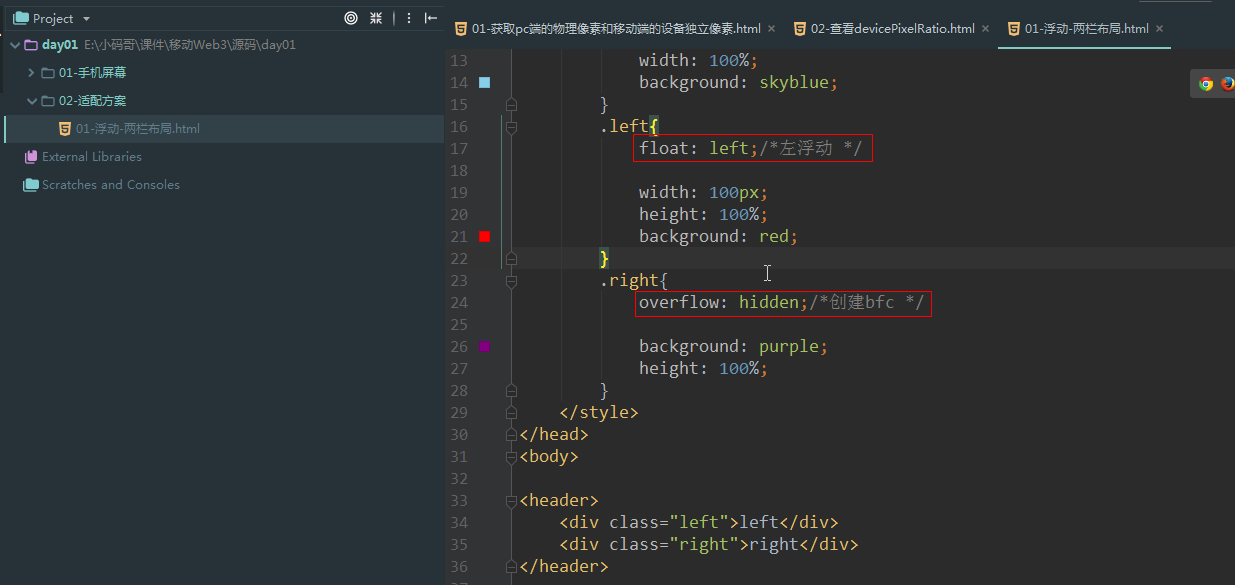 Project
day01 E:\小码哥\课件\移动Web3\源码\day01
01-手机屏幕
02-适配方案
01-浮动-两栏布局.html
External Libraries
Scratches and Consoles
01-获取pc端的物理像素和移动端的设备独立像素.html
02-查看devicePixelRatio.html
01-浮动-两栏布局.html
13 width: 100%;
14 background: skyblue;
15 }
16 .left{
17 float: left;/*左浮动 */
18
19 width: 100px;
20 height: 100%;
21 background: red;
22 }
23 .right{
24 overflow: hidden;/*创建bfc */
25
26 background: purple;
27 height: 100%;
28 }
29 </style>
30 </head>
31 <body>
32
33 <header>
34 <div class="left">left</div>
35 <div class="right">right</div>
36 </header>